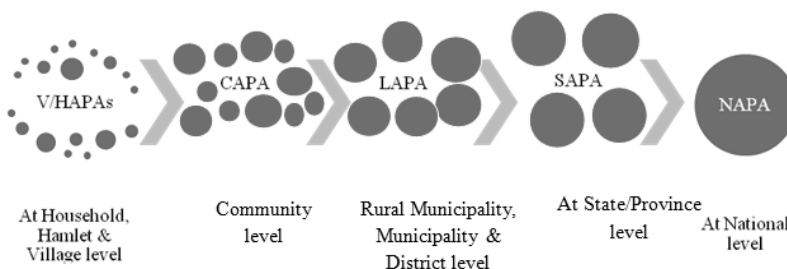 V/HAPAs
CAPA
LAPA
SAPA
NAPA
At Household,
Hamlet &
Village level
Community
level
Rural Municipality,
Municipality &
District level
At State/Province
level
At National
level